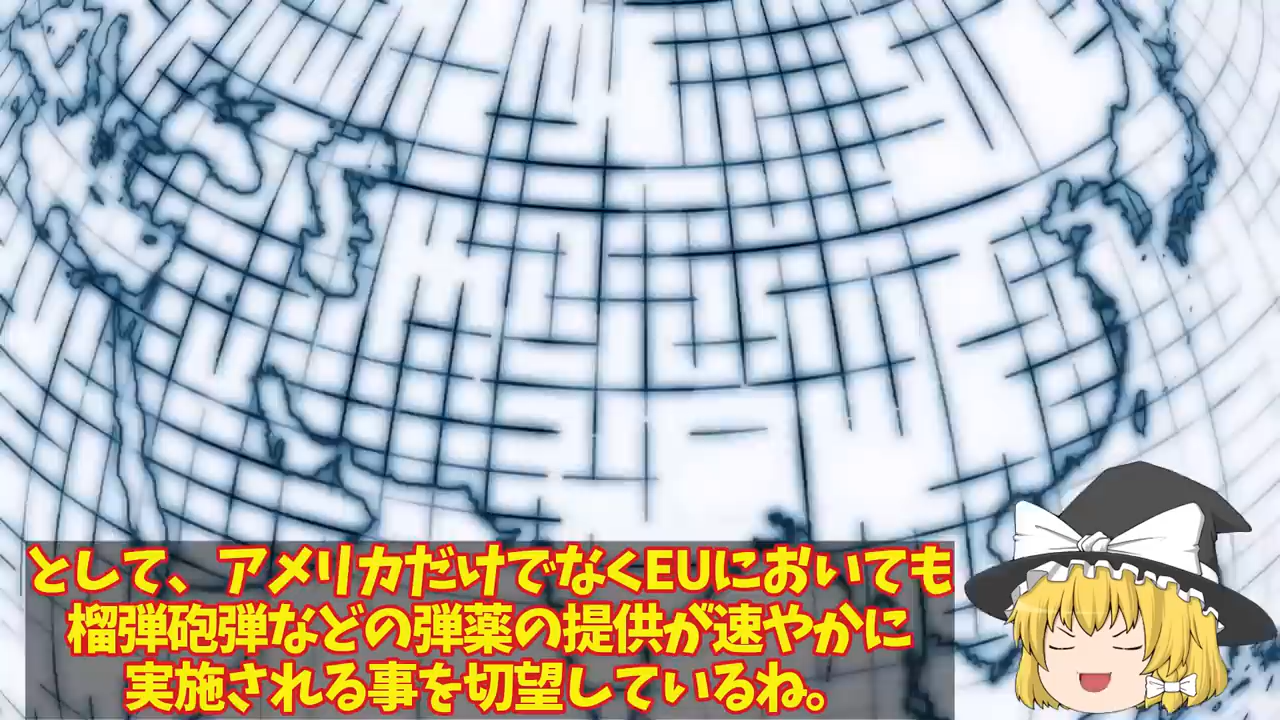 として、アメリカだけでなくEUにおいても
榴弾砲弾などの弾薬の提供が速やかに
実施される事を切望しているね。